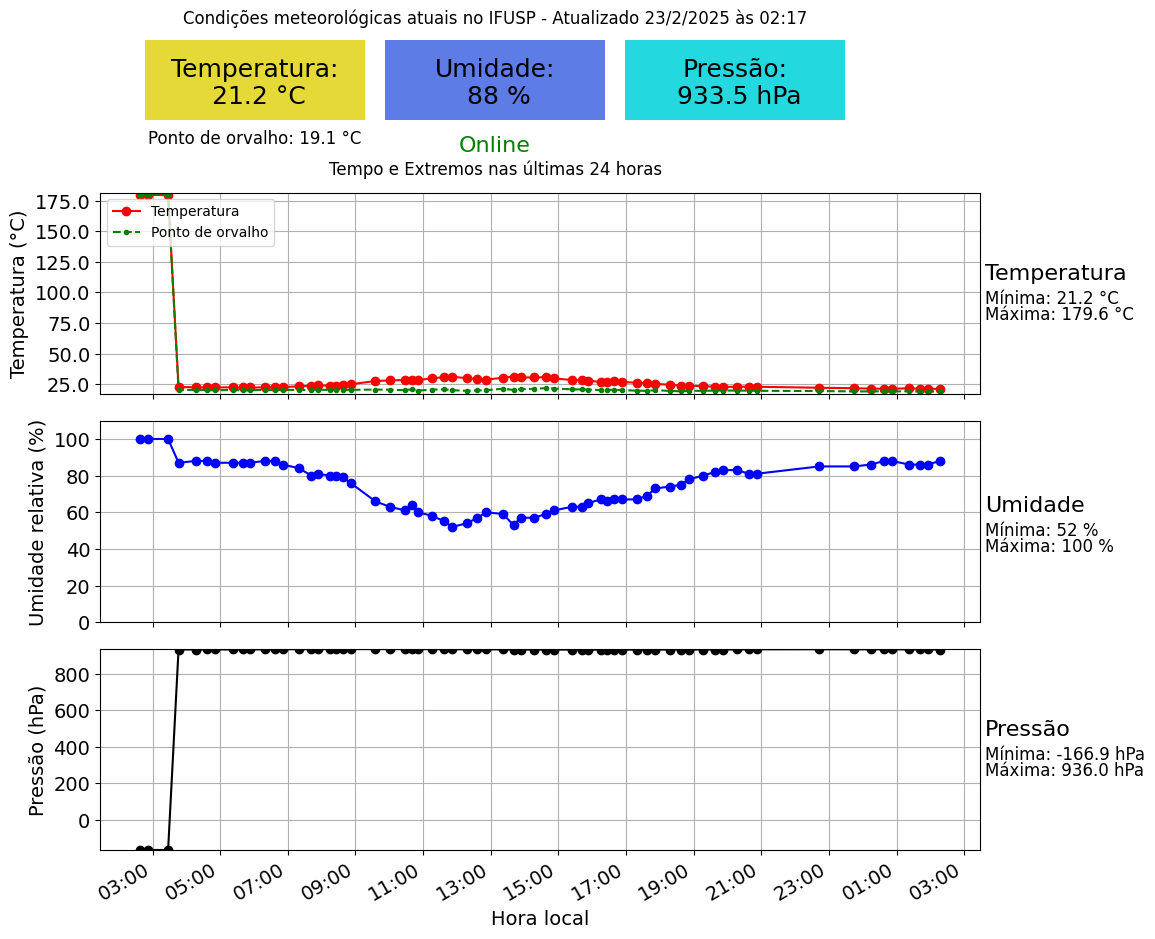 Condições meteorológicas atuais no IFUSP - Atualizado 23/2/2025 às 02:17
Temperatura:
21.2 °C
Umidade:
88 %
Pressão:
933.5 hPa
Ponto de orvalho: 19.1 °C
Online
Tempo e Extremos nas últimas 24 horas
Temperatura (°C)
175.0
150.0
125.0
100.0
75.0
50.0
25.0
Temperatura
Ponto de orvalho
Temperatura
Mínima: 21.2 °C
Máxima: 179.6 °C
Umidade relativa (%)
100
80
60
40
20
0
Umidade
Mínima: 52 %
Máxima: 100 %
Pressão (hPa)
800
600
400
200
0
Pressão
Mínima: -166.9 hPa
Máxima: 936.0 hPa
03:00
05:00
07:00
09:00
11:00
13:00
15:00
17:00
19:00
21:00
23:00
01:00
03:00
Hora local